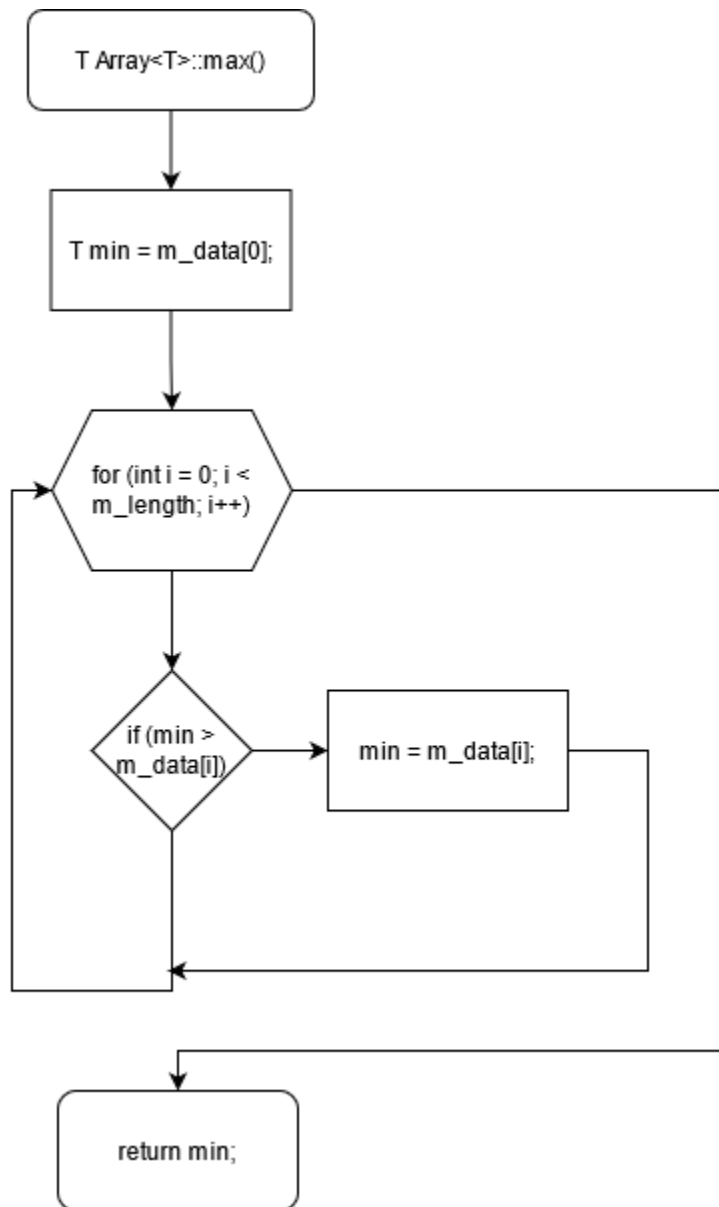 T Array<T>::max()
T min = m_data[0];
for (int i = 0; i <
m_length; i++)
if (min >
m_data[i])
min = m_data[i];
return min;